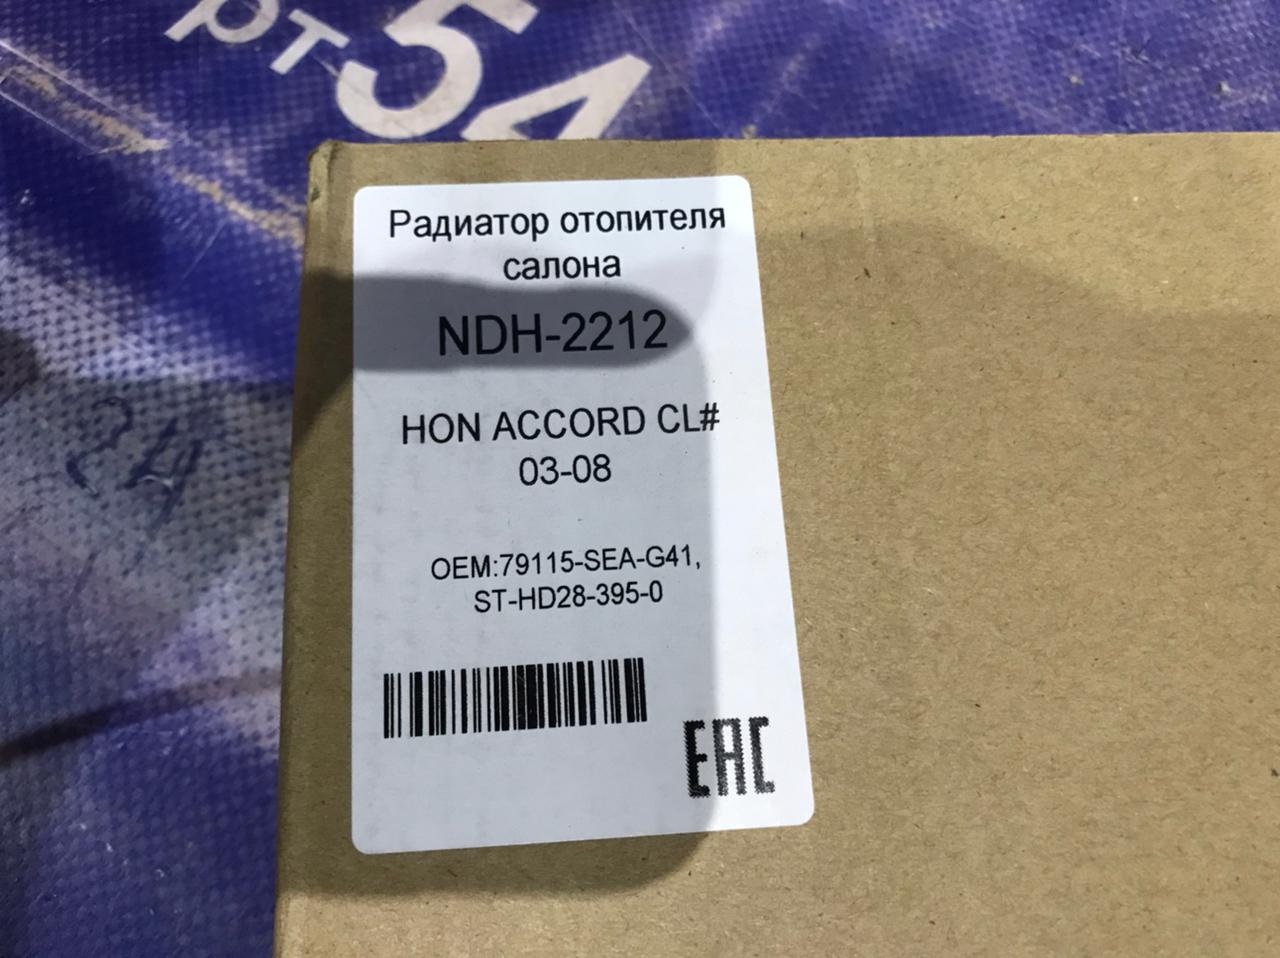 рт54
Радиатор отопителя
салона
NDH-2212
HON ACCORD CL#
03-08
OEM:79115-SEA-G41,
ST-HD28-395-0
EAC
24